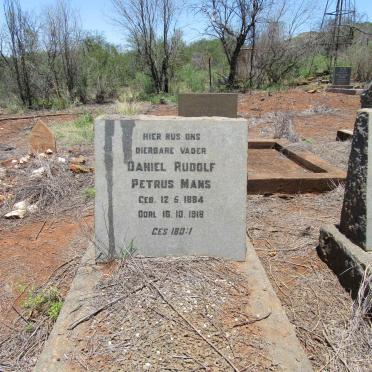 HIER RUS ONS
DIERBARE VADER
DANIEL RUDOLF
PETRUS MANS
GEB. 12 5. 1884
OORL 16. 10. 1918
GES 180:1